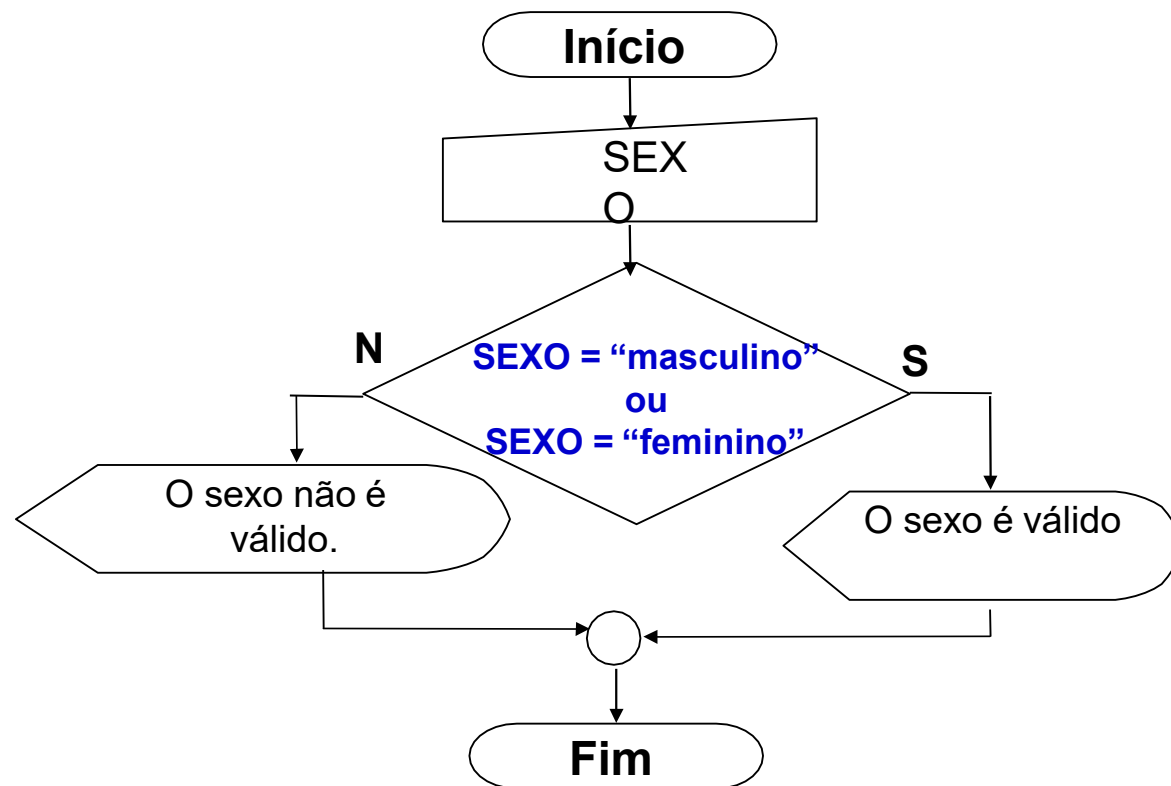 Início
SEX
O
N
SEXO = “masculino”
ou
SEXO = “feminino”
S
O sexo não é
válido.
O sexo é válido
Fim